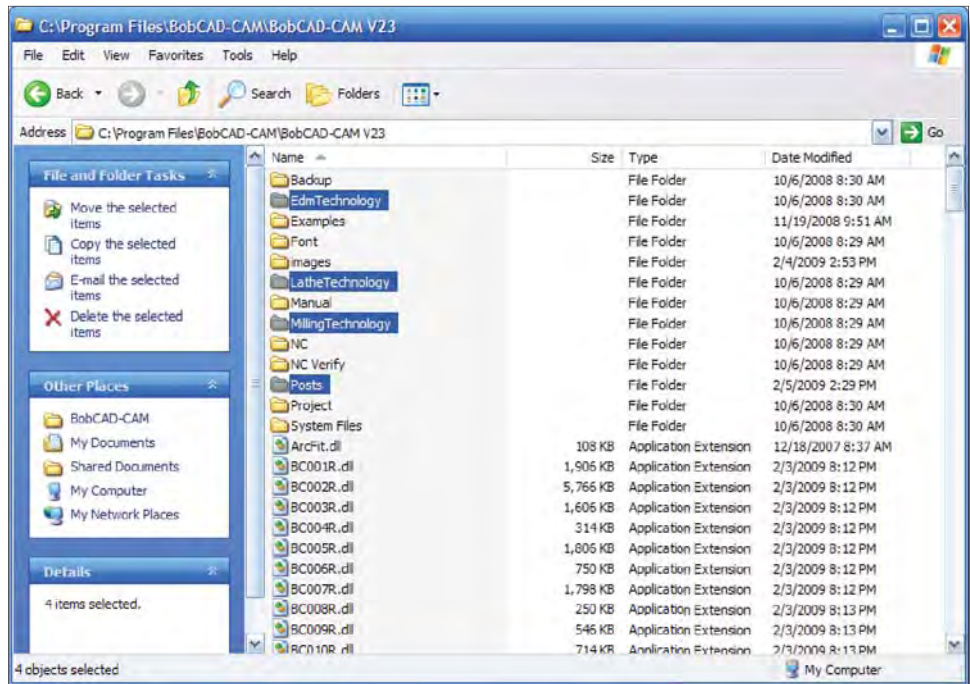 C:\Program Files\BobCAD-CAM\BobCAD-CAM V23
File Edit View Favorites Tools Help
Back Search Folders
Address C:\Program Files\BobCAD-CAM\BobCAD-CAM V23 Go
File and Folder Tasks
Move the selected
items
Copy the selected
items
E-mail the selected
items
Delete the selected
items
Other Places
BobCAD-CAM
My Documents
Shared Documents
My Computer
My Network Places
Details
4 items selected.
Name Size Type Date Modified
Backup File Folder 10/6/2008 8:30 AM
EdmTechnology File Folder 10/6/2008 8:30 AM
Examples File Folder 11/19/2008 9:51 AM
Font File Folder 10/6/2008 8:29 AM
images File Folder 2/4/2009 2:53 PM
LatheTechnology File Folder 10/6/2008 8:29 AM
Manual File Folder 10/6/2008 8:29 AM
MillingTechnology File Folder 10/6/2008 8:29 AM
NC File Folder 10/6/2008 8:29 AM
NC Verify File Folder 10/6/2008 8:29 AM
Posts File Folder 2/5/2009 2:29 PM
Project File Folder 10/6/2008 8:30 AM
System Files File Folder 10/6/2008 8:30 AM
ArcFit.dll 108 KB Application Extension 12/18/2007 8:37 AM
BC001R.dll 1,906 KB Application Extension 2/3/2009 8:12 PM
BC002R.dll 5,766 KB Application Extension 2/3/2009 8:12 PM
BC003R.dll 1,606 KB Application Extension 2/3/2009 8:12 PM
BC004R.dll 314 KB Application Extension 2/3/2009 8:12 PM
BC005R.dll 1,806 KB Application Extension 2/3/2009 8:12 PM
BC006R.dll 750 KB Application Extension 2/3/2009 8:12 PM
BC007R.dll 1,798 KB Application Extension 2/3/2009 8:12 PM
BC008R.dll 250 KB Application Extension 2/3/2009 8:13 PM
BC009R.dll 546 KB Application Extension 2/3/2009 8:13 PM
BC010R.dll 714 KB Application Extension 2/3/2009 8:13 PM
4 objects selected My Computer